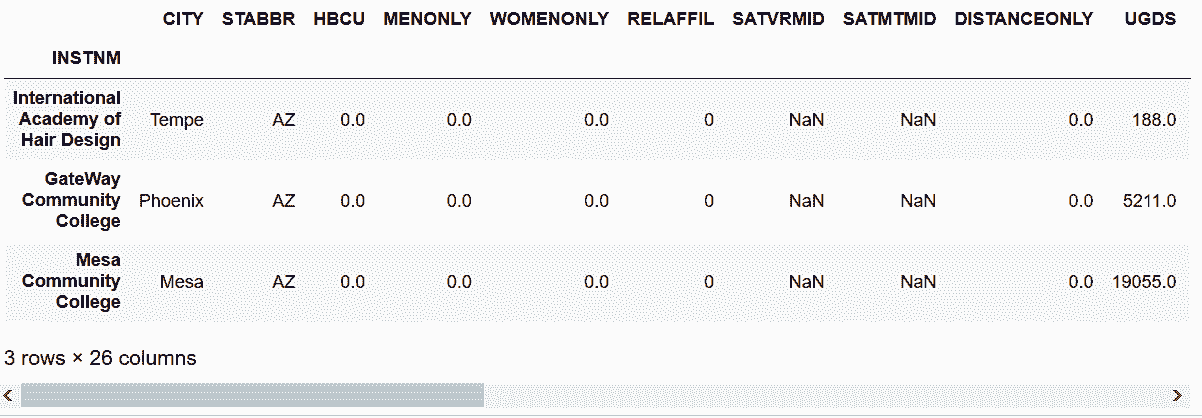 CITY STABBR HBCU MENONLY WOMENONLY RELAFFIL SATVRMID SATMTMID DISTANCEONLY UGDS
INSTNM
International
Academy of
Hair Design Tempe AZ 0.0 0.0 0.0 0 NaN NaN 0.0 188.0
GateWay
Community
College Phoenix AZ 0.0 0.0 0.0 0 NaN NaN 0.0 5211.0
Mesa
Community
College Mesa AZ 0.0 0.0 0.0 0 NaN NaN 0.0 19055.0
3 rows × 26 columns